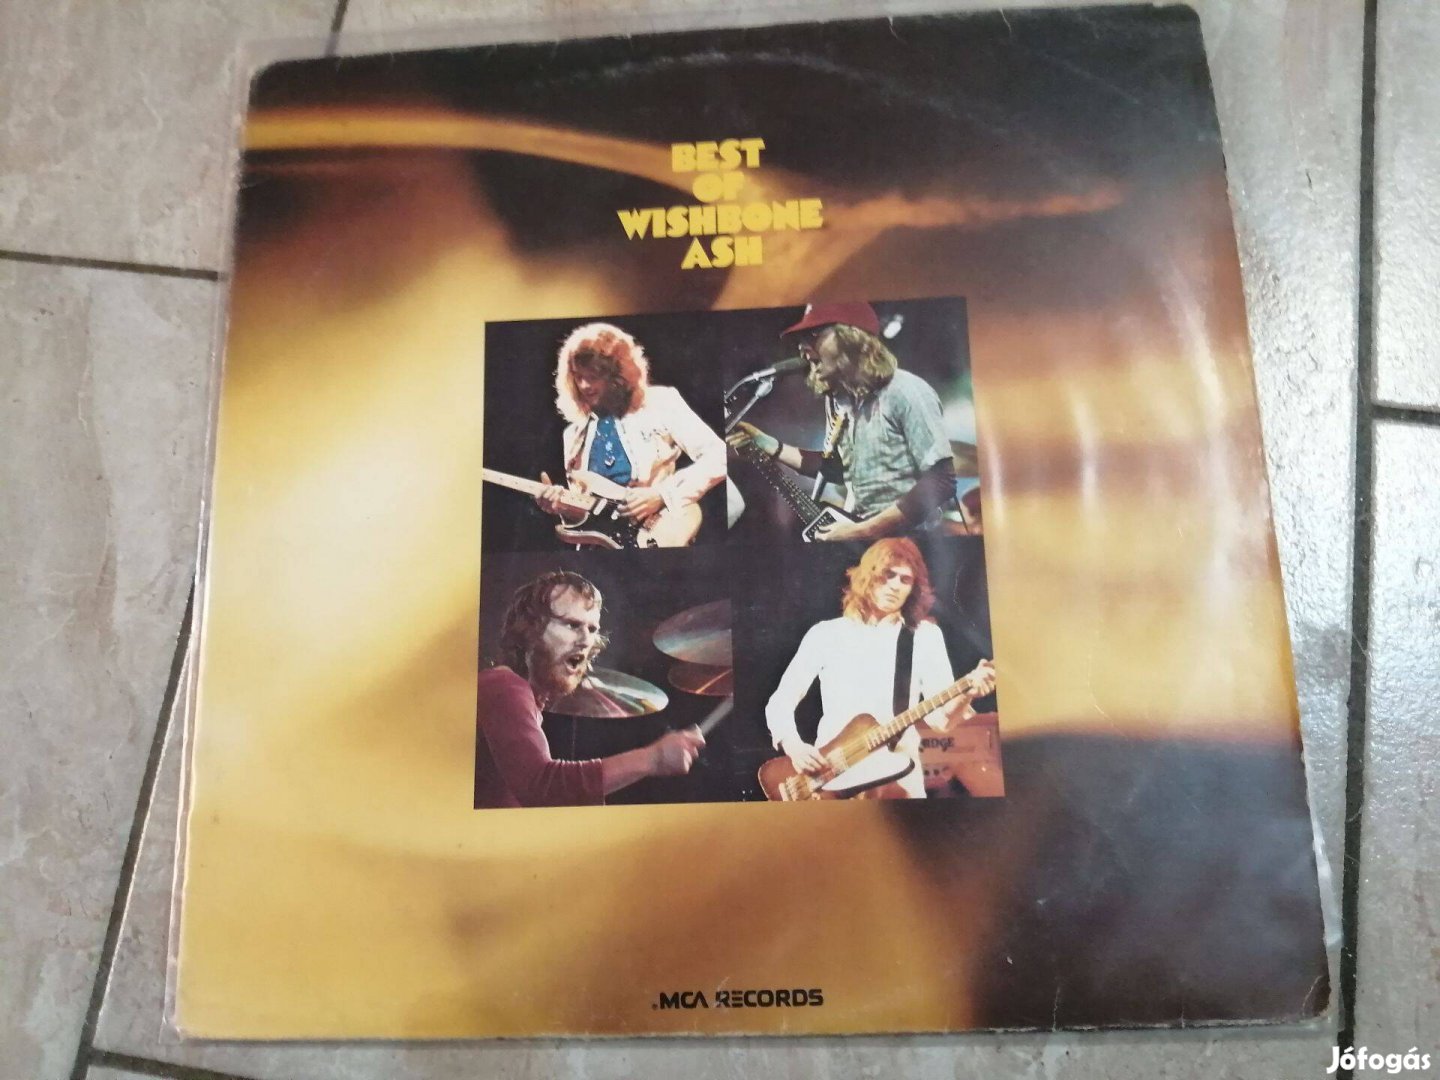 BEST
OF
WISHBONE
ASH
MCA RECORDS
Jófogás